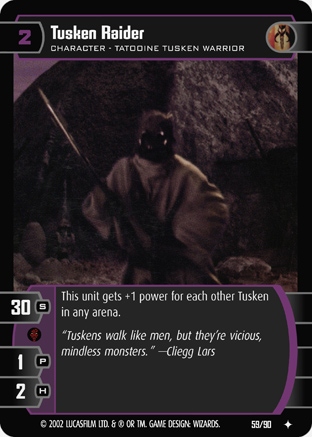 2 Tusken Raider
CHARACTER - TATOOINE TUSKEN WARRIOR
30 S
This unit gets +1 power for each other Tusken
in any arena.
"Tuskens walk like men, but they're vicious,
mindless monsters." —Cliegg Lars
1 P
2 H
© 2002 LUCASFILM LTD. & ® OR TM. GAME DESIGN: WIZARDS. 59/90